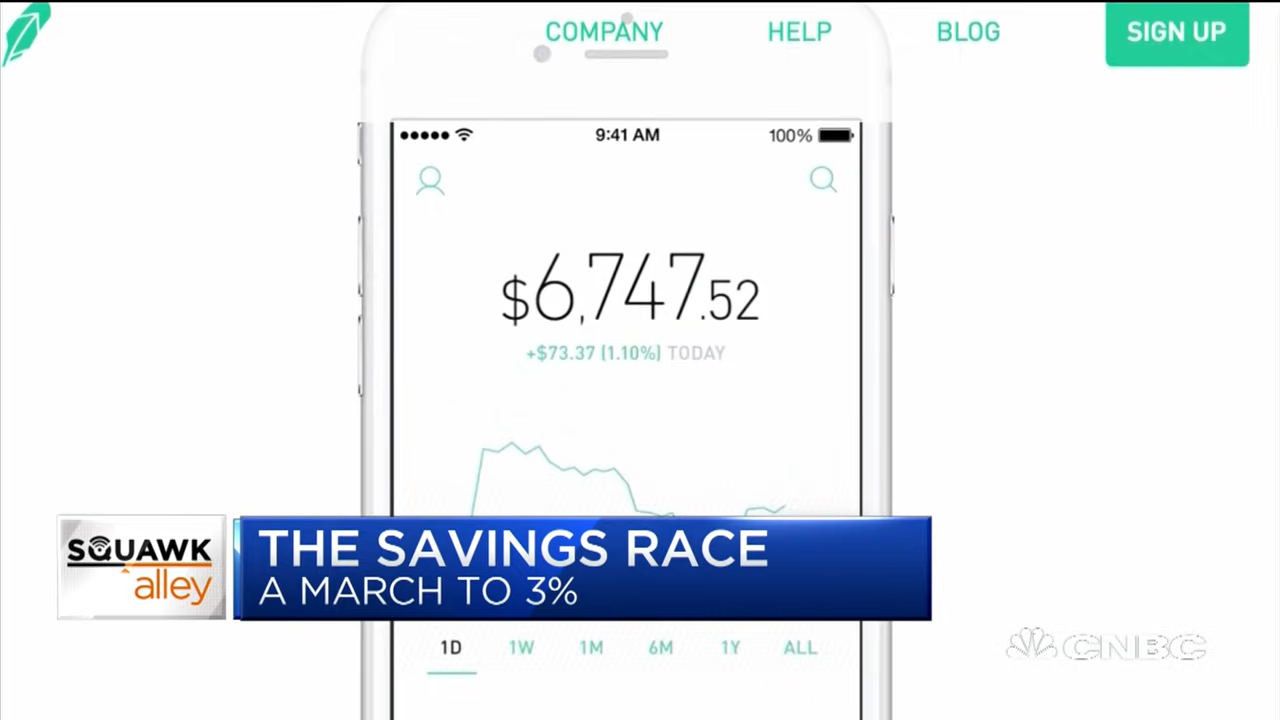 COMPANY HELP BLOG SIGN UP
9:41 AM 100%
$6,747.52
+$73.37 (1.10%) TODAY
SQUAWK
alley
THE SAVINGS RACE
A MARCH TO 3%
1D 1W 1M 6M 1Y ALL
CNBC